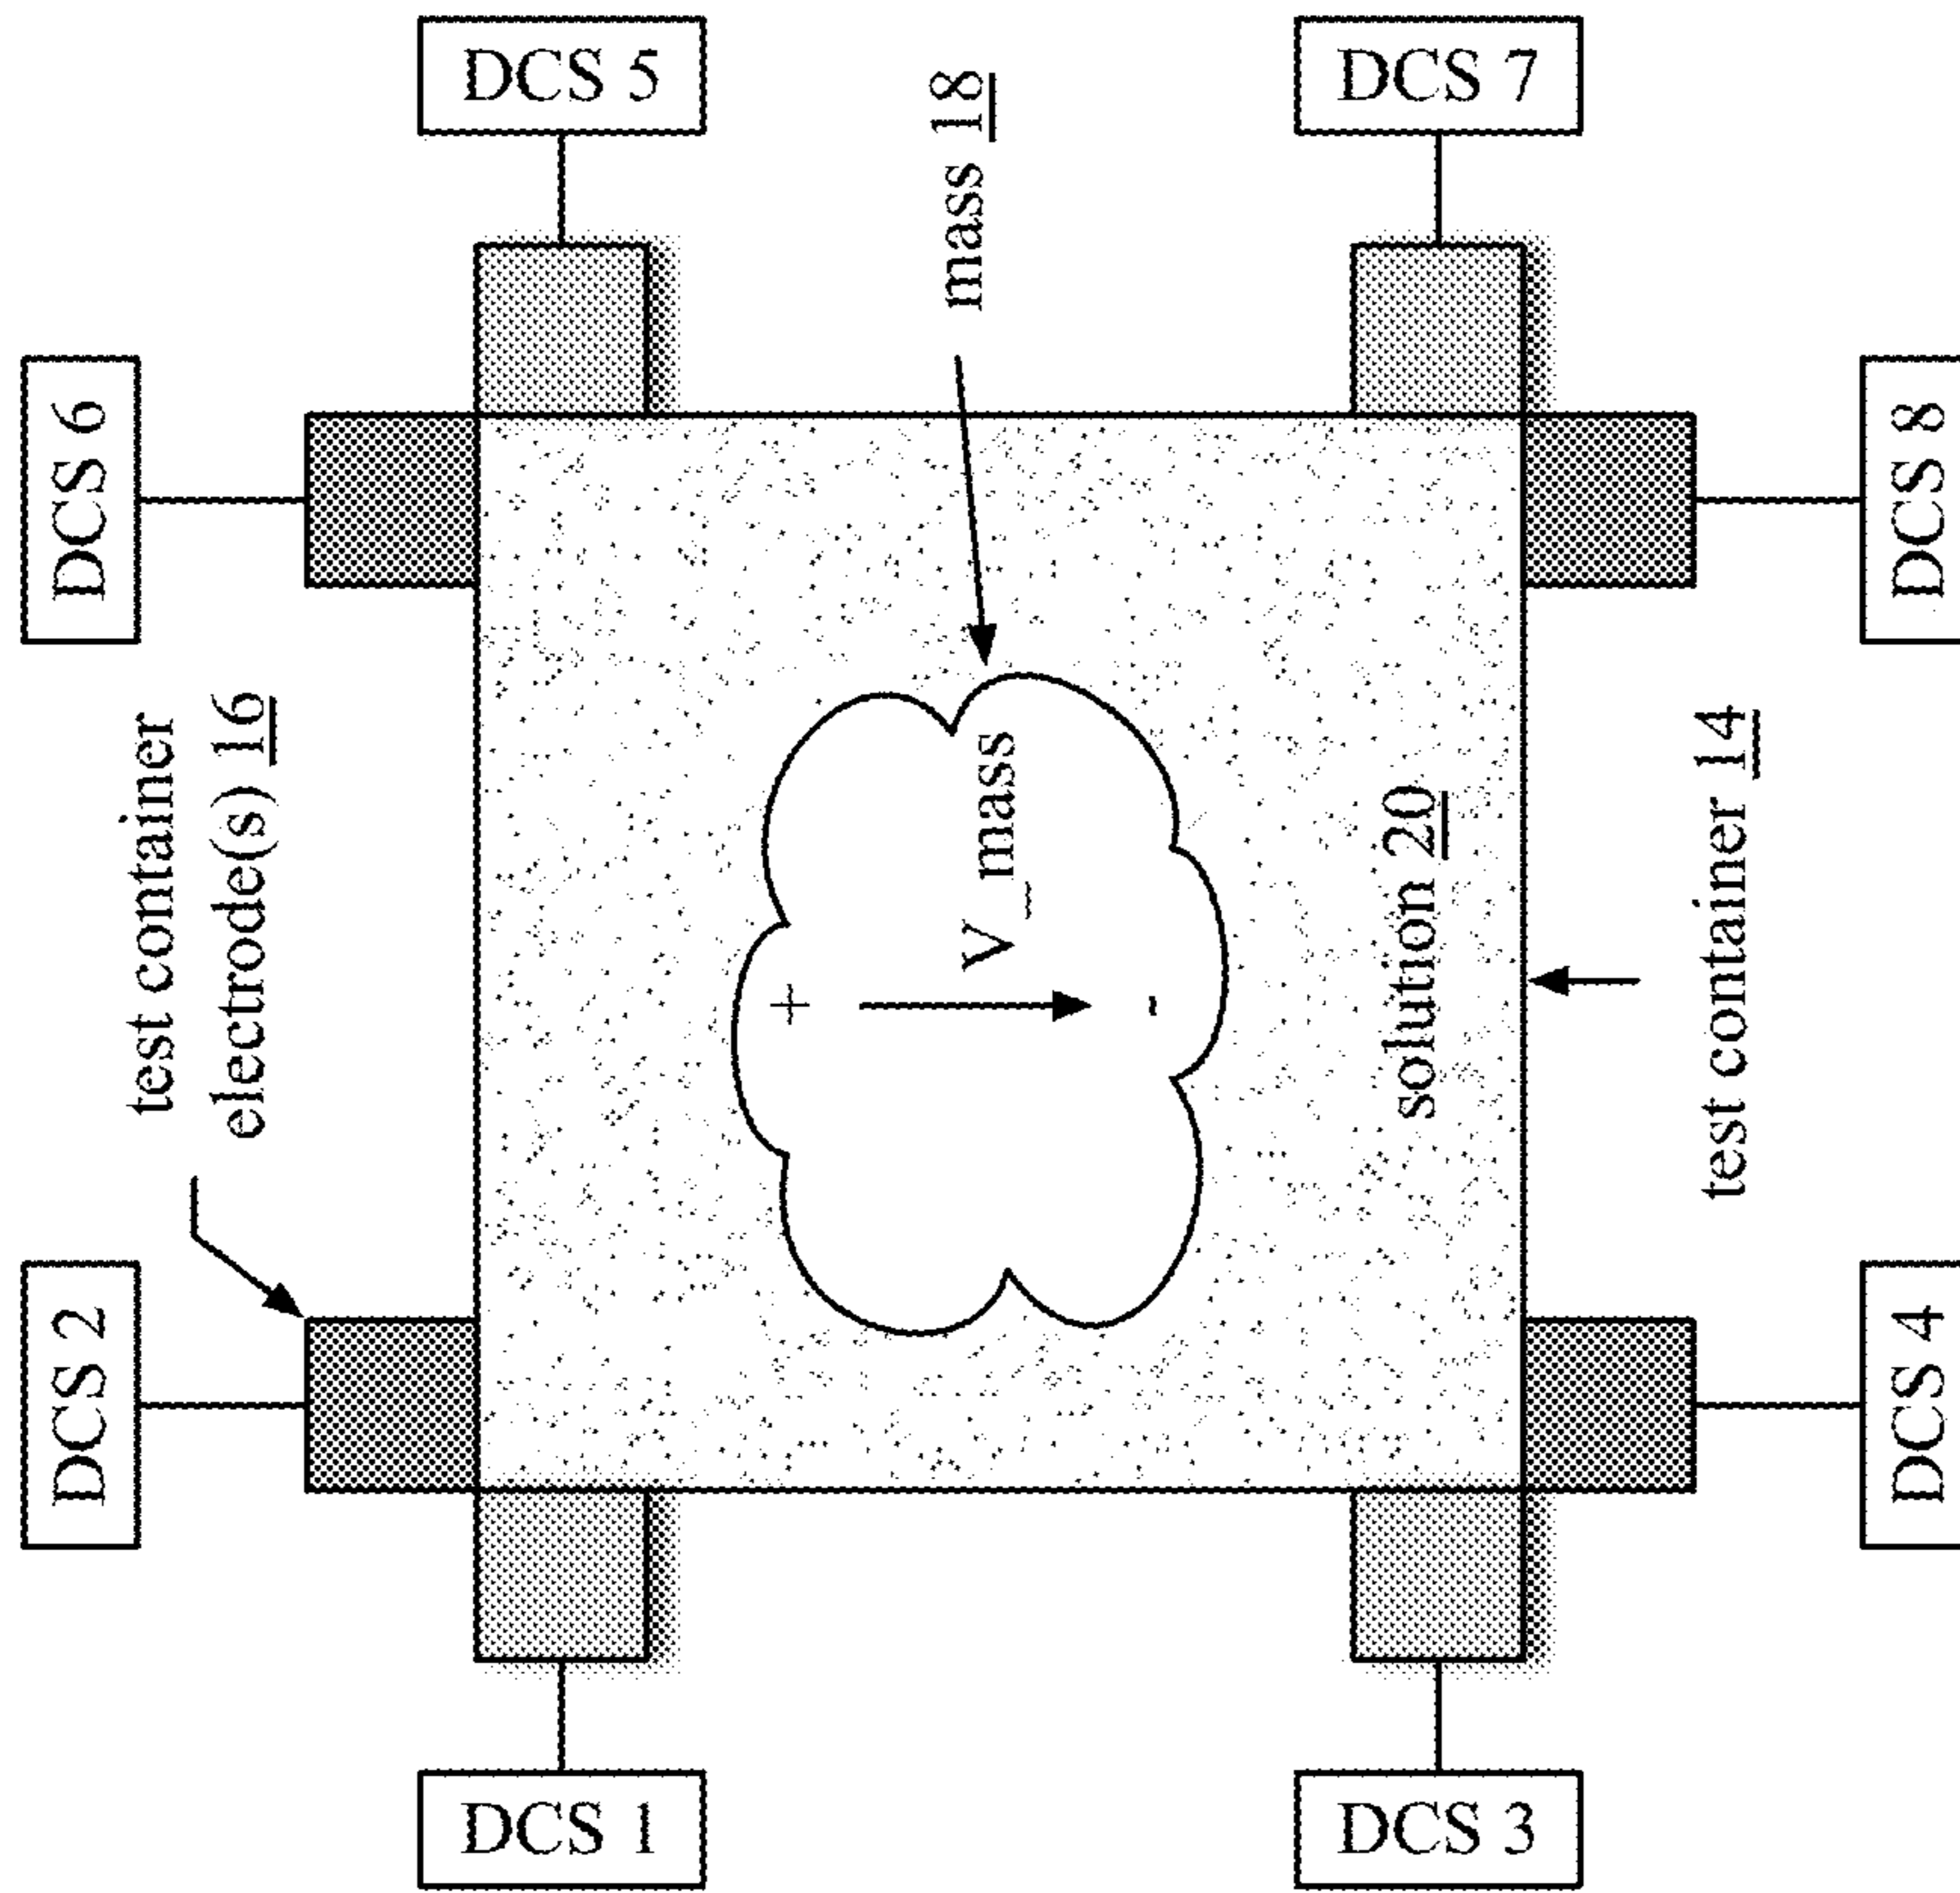 DCS 5
DCS 7
DCS 6
DCS 8
mass 18
test container
electrode(s) 16
+
V_mass
-
solution 20
test container 14
DCS 2
DCS 4
DCS 1
DCS 3